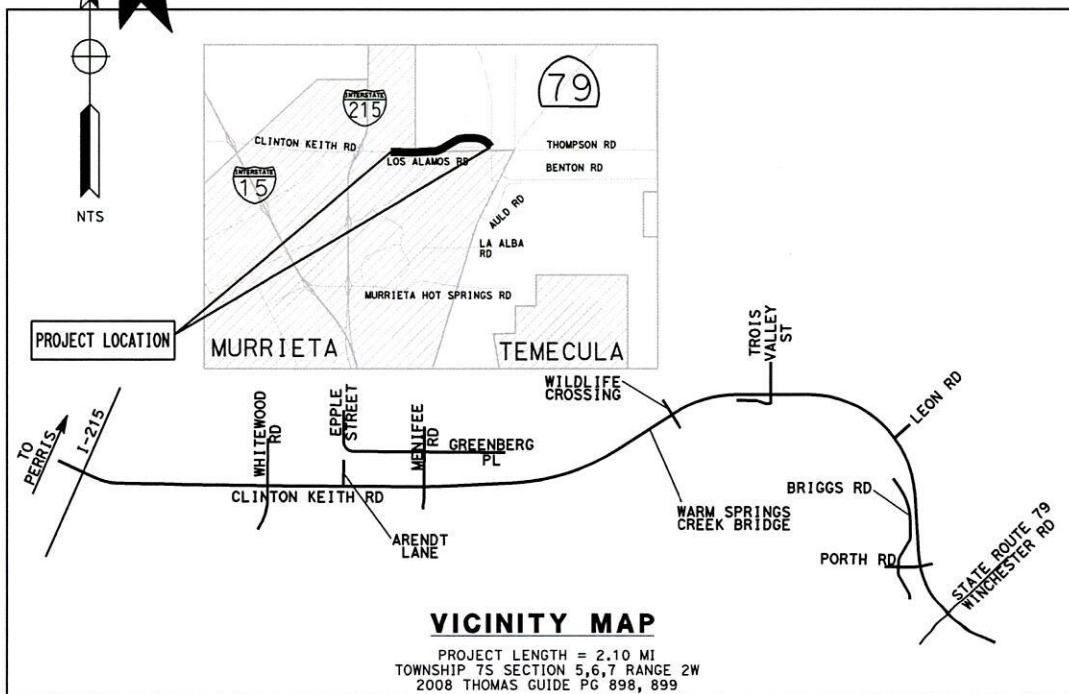 NTS
INTERSTATE
215
79
CLINTON KEITH RD
THOMPSON RD
LOS ALAMOS RD
BENTON RD
INTERSTATE
15
AULD RD
LA ALBA
RD
MURRIETA HOT SPRINGS RD
PROJECT LOCATION
MURRIETA
TEMECULA
TO
PERRIS
I-215
WHITEWOOD
RD
EPPLE
STREET
MENIFEE
RD
GREENBERG
PL
CLINTON KEITH RD
ARENDT
LANE
WILDLIFE
CROSSING
WARM SPRINGS
CREEK BRIDGE
TROIS
VALLEY
ST
LEON RD
BRIGGS RD
PORTH RD
STATE ROUTE 79
WINCHESTER RD
VICINITY MAP
PROJECT LENGTH = 2.10 MI
TOWNSHIP 7S SECTION 5,6,7 RANGE 2W
2008 THOMAS GUIDE PG 898, 899